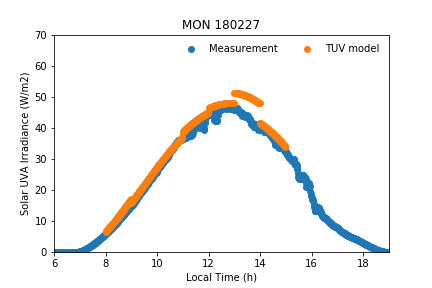 MON 180227
Measurement TUV model
Solar UVA Irradiance (W/m2)
70
60
50
40
30
20
10
0
6 8 10 12 14 16 18
Local Time (h)